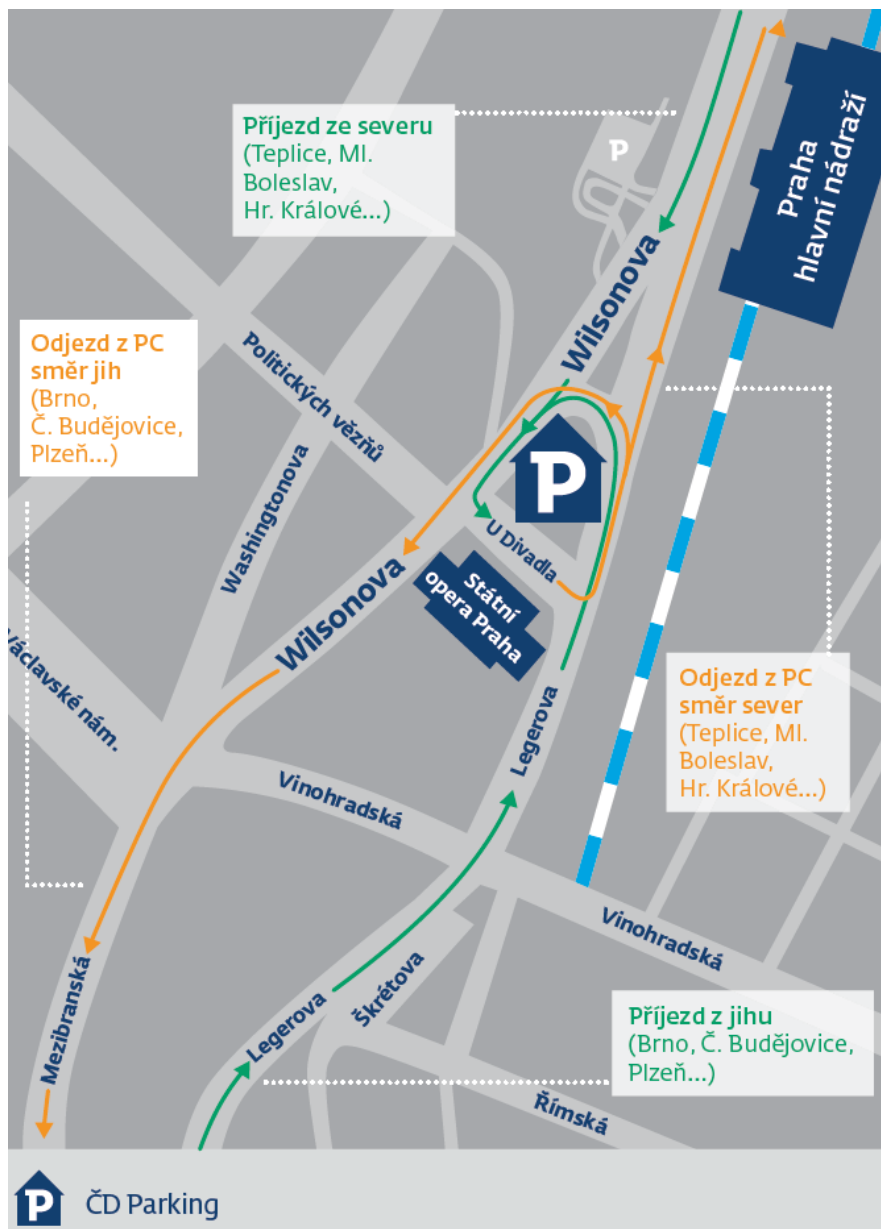 Příjezd ze severu
(Teplice, Ml.
Boleslav,
Hr. Králové...)
P
Praha
hlavní nádraží
Wilsonova
Odjezd z PC
směr jih
(Brno,
Č. Budějovice,
Plzeň...)
Politických vězňů
Washingtonova
P
U Divadla
Státní
opera Praha
Wilsonova
Václavské nám.
Legerova
Odjezd z PC
směr sever
(Teplice, Ml.
Boleslav,
Hr. Králové...)
Vinohradská
Vinohradská
Mezibranská
Legerova
Škrétova
Příjezd z jihu
(Brno, Č. Budějovice,
Plzeň...)
Římská
P ČD Parking